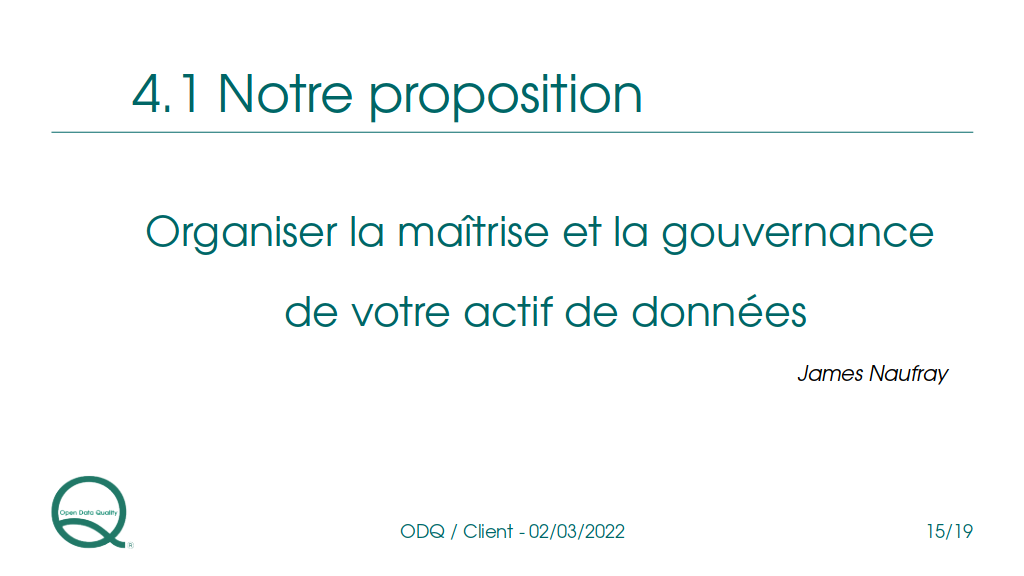 4.1 Notre proposition
Organiser la maîtrise et la gouvernance
de votre actif de données
James Naufray
Open Data Quality
®
ODQ / Client - 02/03/2022
15/19